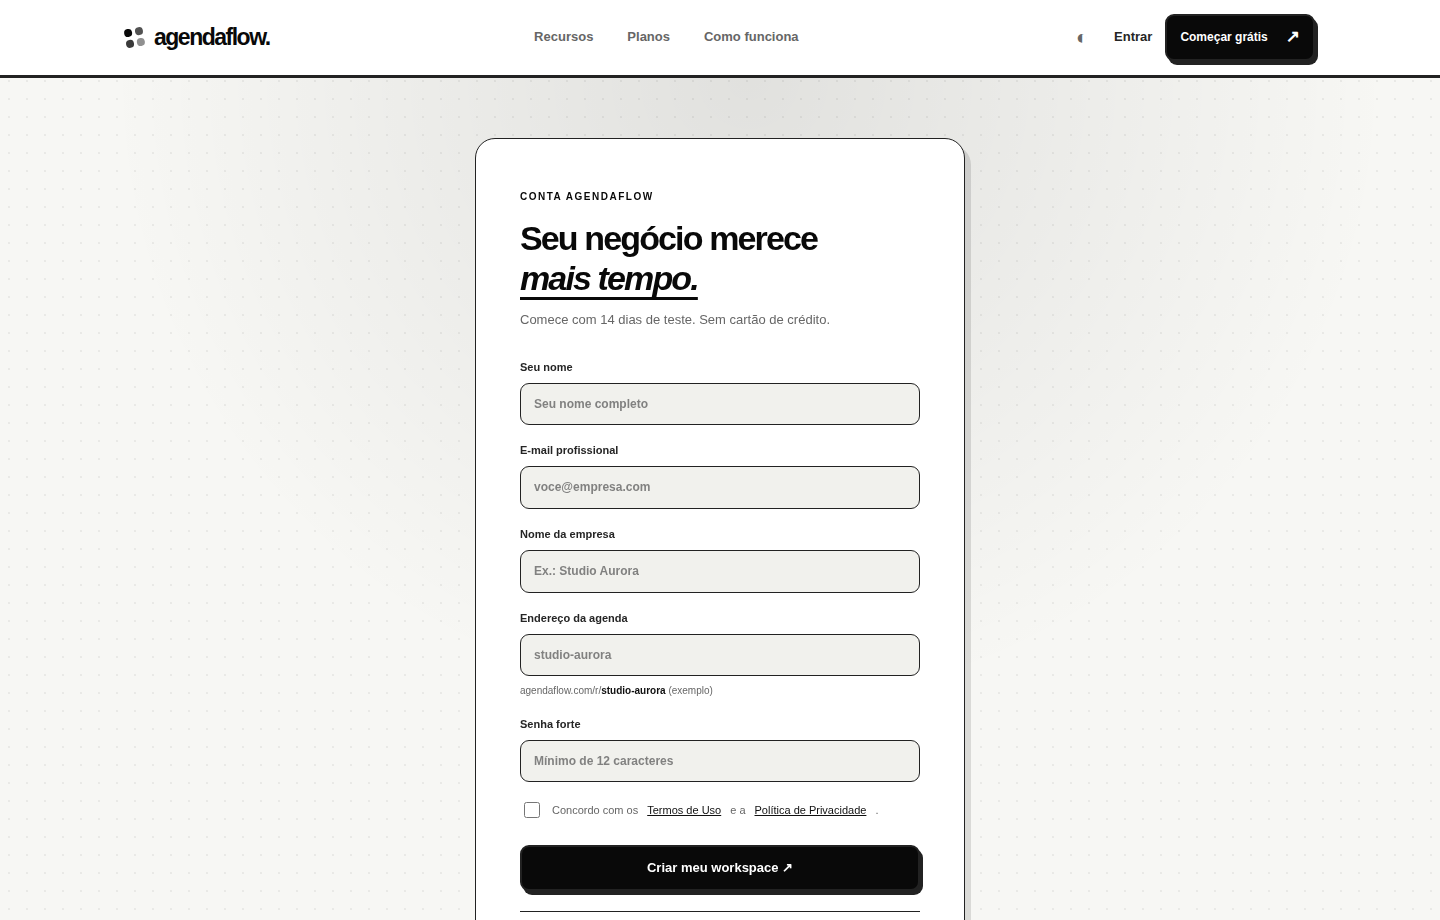 agendaflow.
Recursos
Planos
Como funciona
Entrar
Começar grátis ↗
CONTA AGENDAFLOW
Seu negócio merece
mais tempo.
Comece com 14 dias de teste. Sem cartão de crédito.
Seu nome
Seu nome completo
E-mail profissional
voce@empresa.com
Nome da empresa
Ex.: Studio Aurora
Endereço da agenda
studio-aurora
agendaflow.com/r/studio-aurora (exemplo)
Senha forte
Mínimo de 12 caracteres
Concordo com os Termos de Uso e a Política de Privacidade .
Criar meu workspace ↗